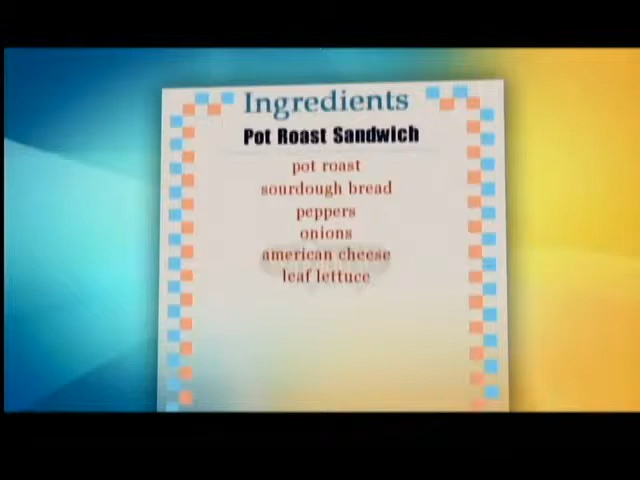 Ingredients
Pot Roast Sandwich
pot roast
sourdough bread
peppers
onions
american cheese
leaf lettuce